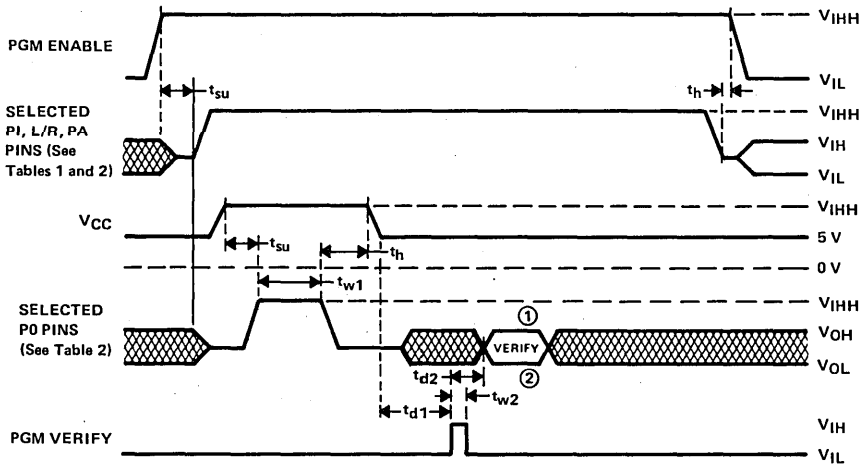 PGM ENABLE
VIHH
VIL
tsu
th
SELECTED
PI, L/R, PA
PINS (See
Tables 1 and 2)
VIHH
VIH
VIL
VCC
VIHH
5 V
tsu
th
0 V
tw1
SELECTED
PO PINS
(See Table 2)
VIHH
VOH
VOL
①
VERIFY
②
td2
tw2
td1
PGM VERIFY
VIH
VIL